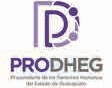 PRODHEG
Procuraduría de los Derechos Humanos
del Estado de Guanajuato